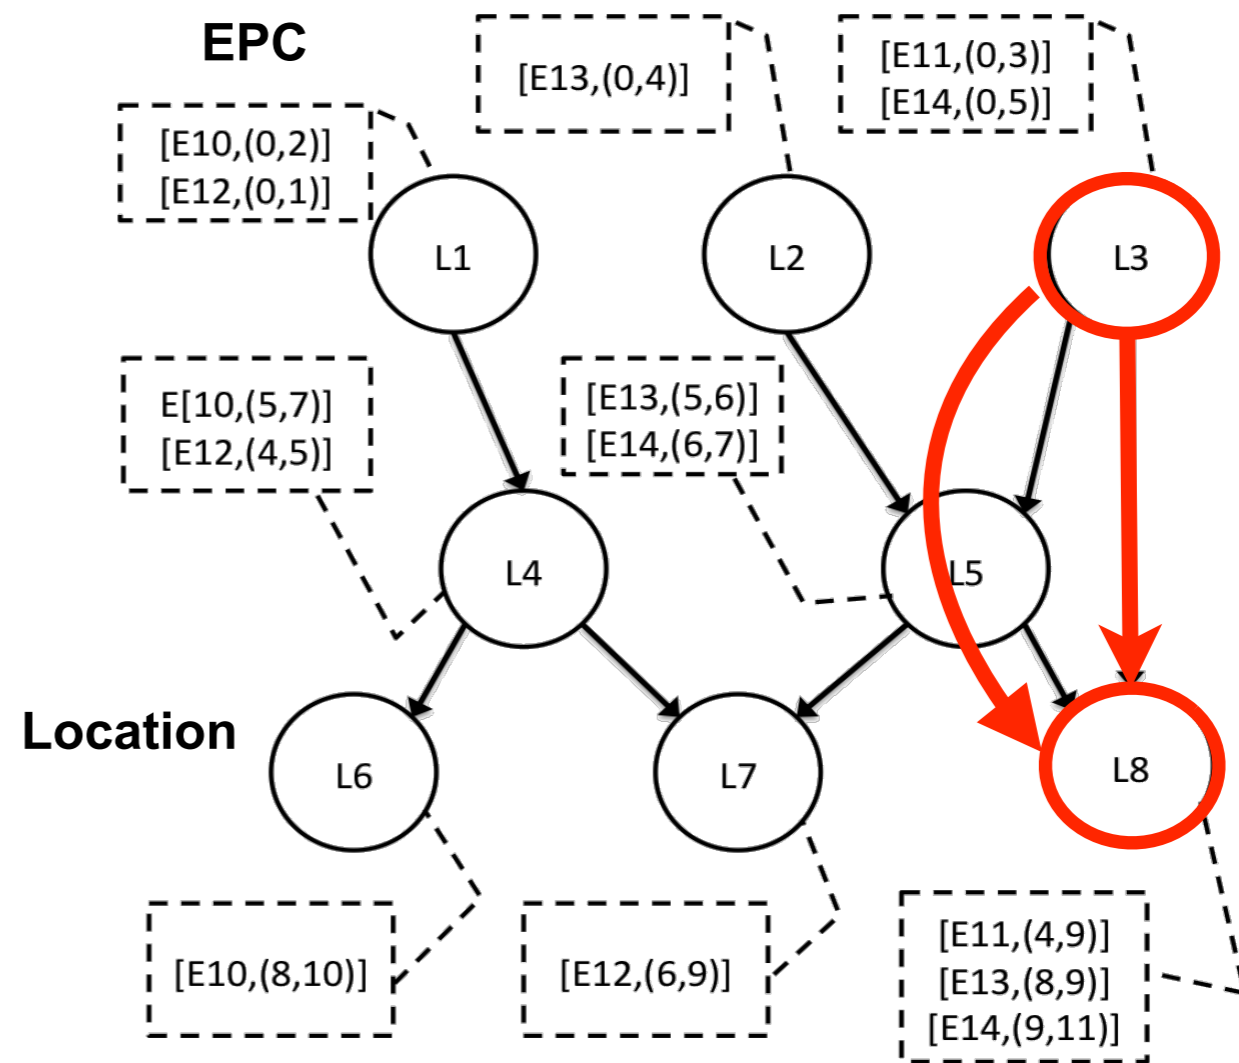 EPC
[E13,(0,4)]
[E11,(0,3)]
[E14,(0,5)]
[E10,(0,2)]
[E12,(0,1)]
L1
L2
L3
E[10,(5,7)]
[E12,(4,5)]
[E13,(5,6)]
[E14,(6,7)]
L4
L5
Location
L6
L7
L8
[E10,(8,10)]
[E12,(6,9)]
[E11,(4,9)]
[E13,(8,9)]
[E14,(9,11)]